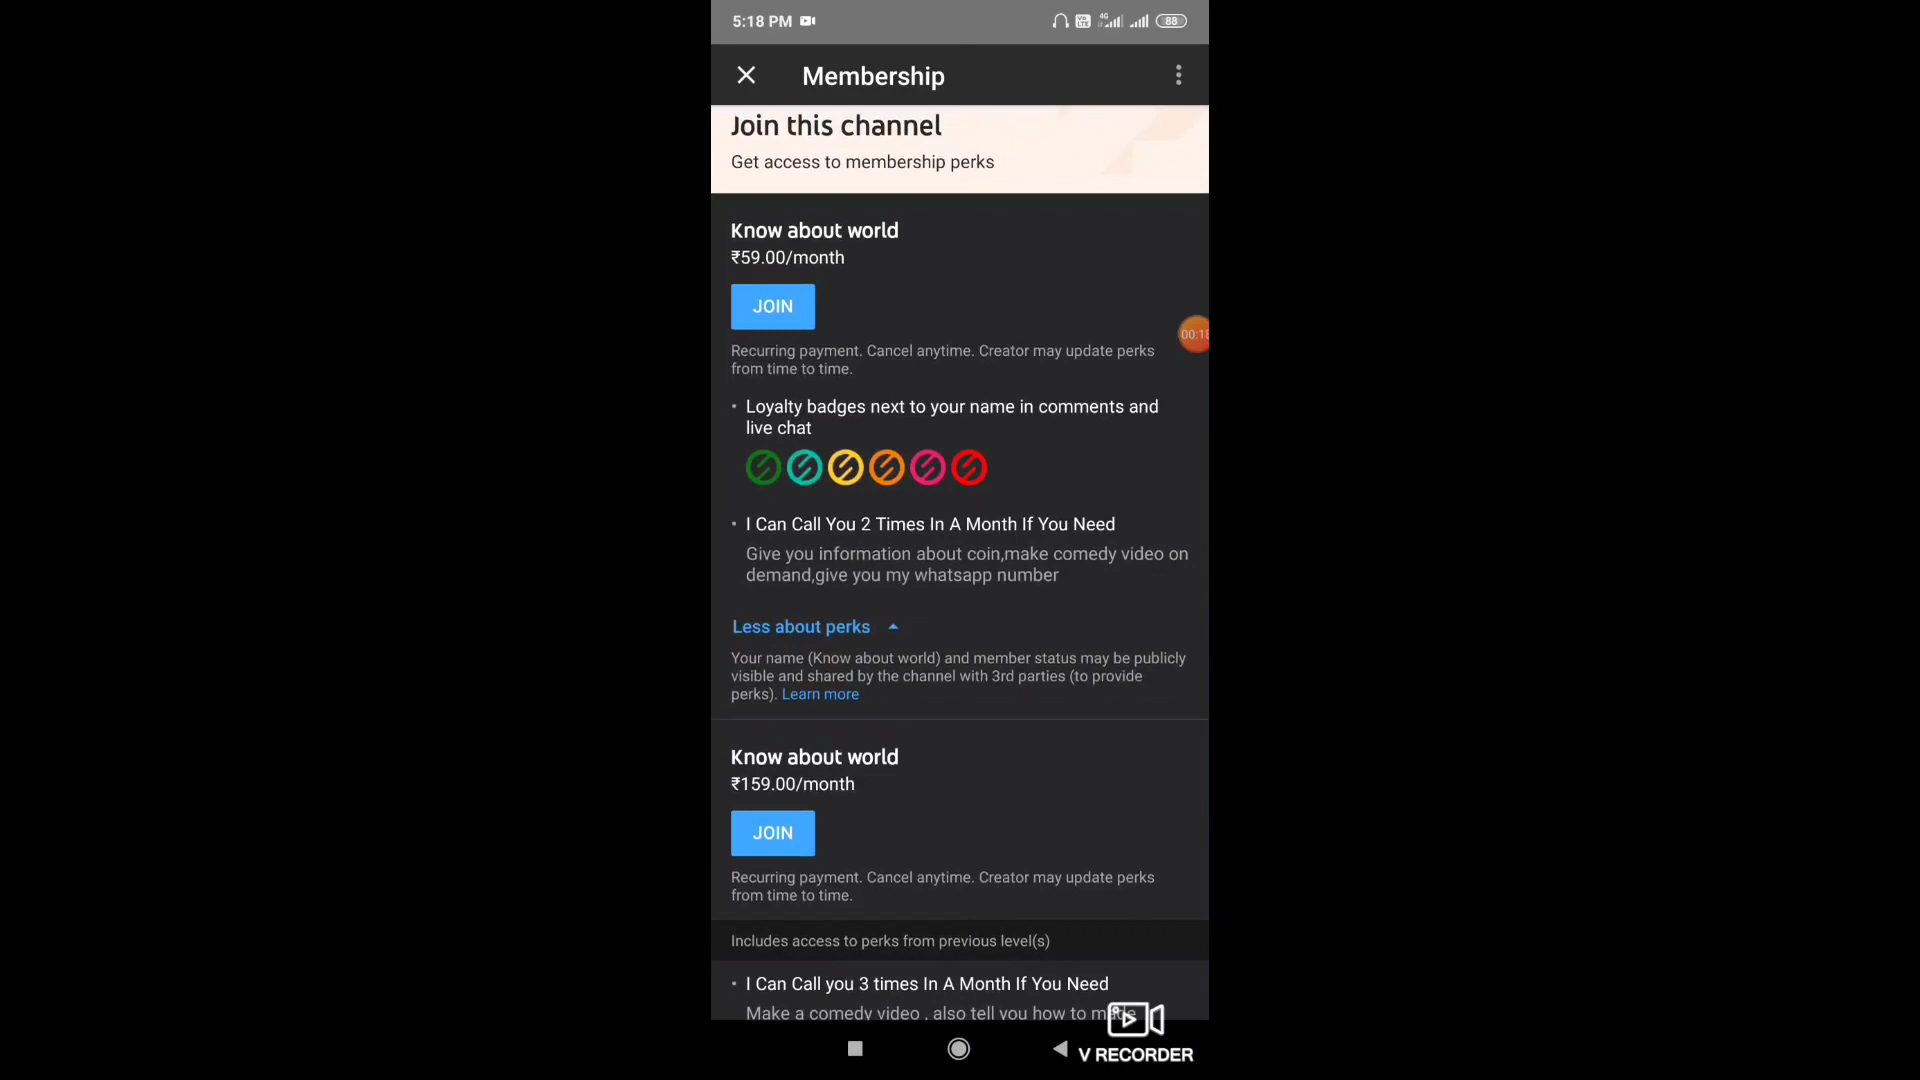 5:18 PM
4G
88
Membership
Join this channel
Get access to membership perks
Know about world
₹59.00/month
JOIN
00:18
Recurring payment. Cancel anytime. Creator may update perks
from time to time.
• Loyalty badges next to your name in comments and
live chat
• I Can Call You 2 Times In A Month If You Need
Give you information about coin,make comedy video on
demand,give you my whatsapp number
Less about perks
Your name (Know about world) and member status may be publicly
visible and shared by the channel with 3rd parties (to provide
perks). Learn more
Know about world
₹159.00/month
JOIN
Recurring payment. Cancel anytime. Creator may update perks
from time to time.
Includes access to perks from previous level(s)
• I Can Call you 3 times In A Month If You Need
Make a comedy video , also tell you how to made
V RECORDER